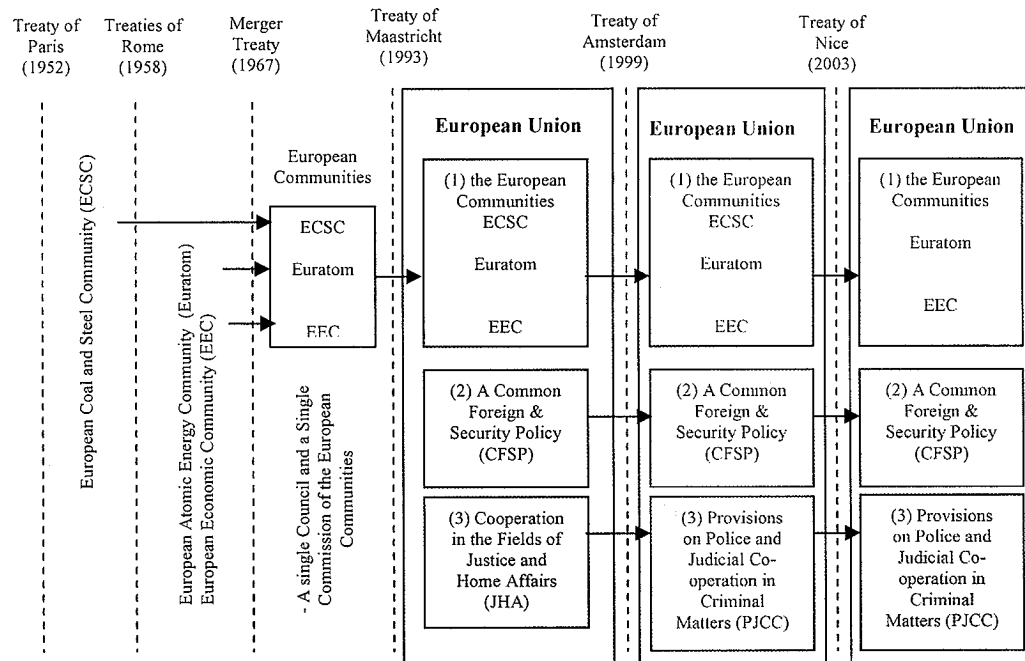 Treaty of
Paris
(1952)
Treaties of
Rome
(1958)
Merger
Treaty
(1967)
Treaty of
Maastricht
(1993)
Treaty of
Amsterdam
(1999)
Treaty of
Nice
(2003)
European Coal and Steel Community (ECSC)
European Atomic Energy Community (Euratom)
European Economic Community (EEC)
European
Communities
ECSC
Euratom
EEC
- A single Council and a Single
Commission of the European
Communities
European Union
(1) the European
Communities
ECSC
Euratom
EEC
(2) A Common
Foreign &
Security Policy
(CFSP)
(3) Cooperation
in the Fields of
Justice and
Home Affairs
(JHA)
European Union
(1) the European
Communities
ECSC
Euratom
EEC
(2) A Common
Foreign &
Security Policy
(CFSP)
(3) Provisions
on Police and
Judicial Co-
operation in
Criminal
Matters (PJCC)
European Union
(1) the European
Communities
Euratom
EEC
(2) A Common
Foreign &
Security Policy
(CFSP)
(3) Provisions
on Police and
Judicial Co-
operation in
Criminal
Matters (PJCC)